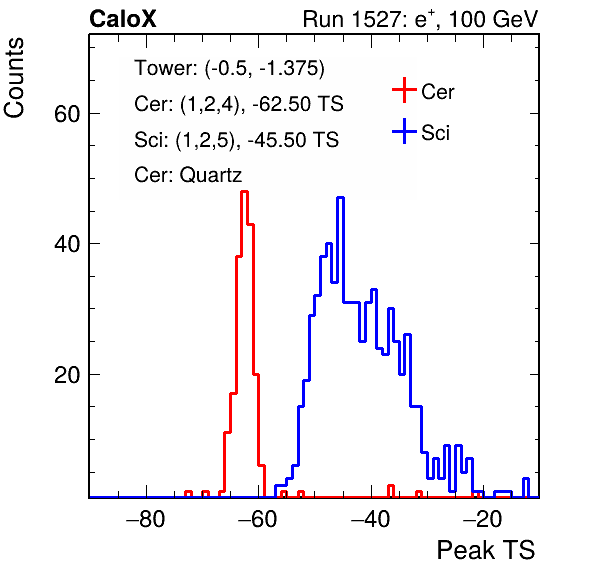 CaloX Run 1527: e⁺, 100 GeV
Counts
Tower: (-0.5, -1.375)
Cer: (1,2,4), -62.50 TS
Sci: (1,2,5), -45.50 TS
Cer: Quartz
Cer
Sci
60
40
20
−80 −60 −40 −20
Peak TS